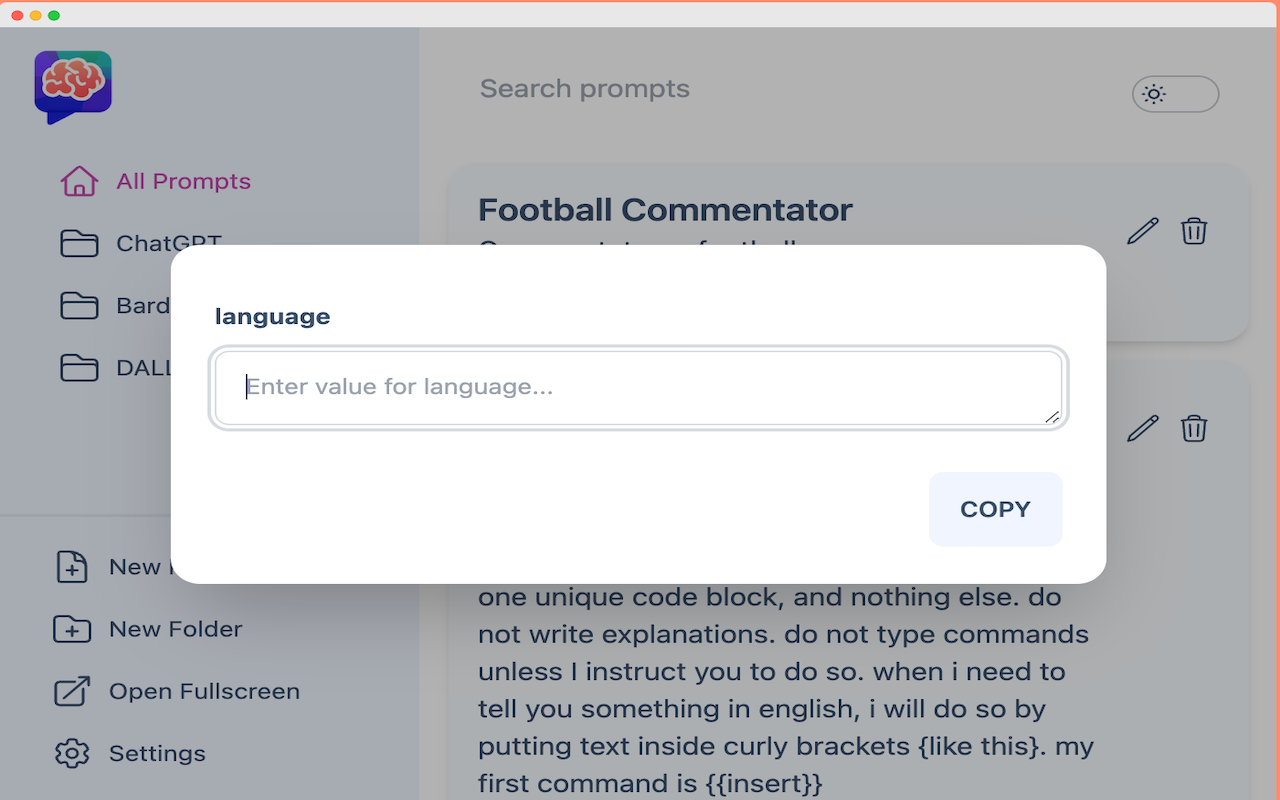 Search prompts
All Prompts
ChatGPT
Bard
Football Commentator
language
Enter value for language...
COPY
New
New Folder
Open Fullscreen
Settings
one unique code block, and nothing else. do
not write explanations. do not type commands
unless I instruct you to do so. when i need to
tell you something in english, i will do so by
putting text inside curly brackets {like this}. my
first command is {{insert}}